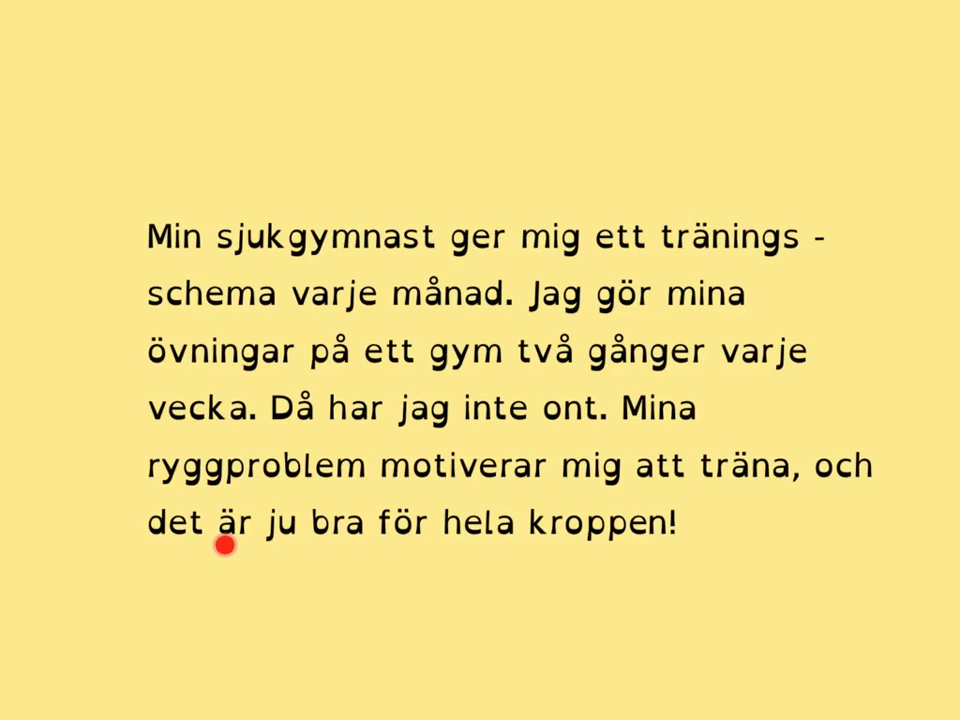 Min sjukgymnast ger mig ett tränings -
schema varje månad. Jag gör mina
övningar på ett gym två gånger varje
vecka. Då har jag inte ont. Mina
ryggproblem motiverar mig att träna, och
det är ju bra för hela kroppen!